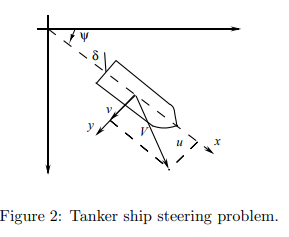 ψ
δ
v
y
V
u
x
Figure 2: Tanker ship steering problem.